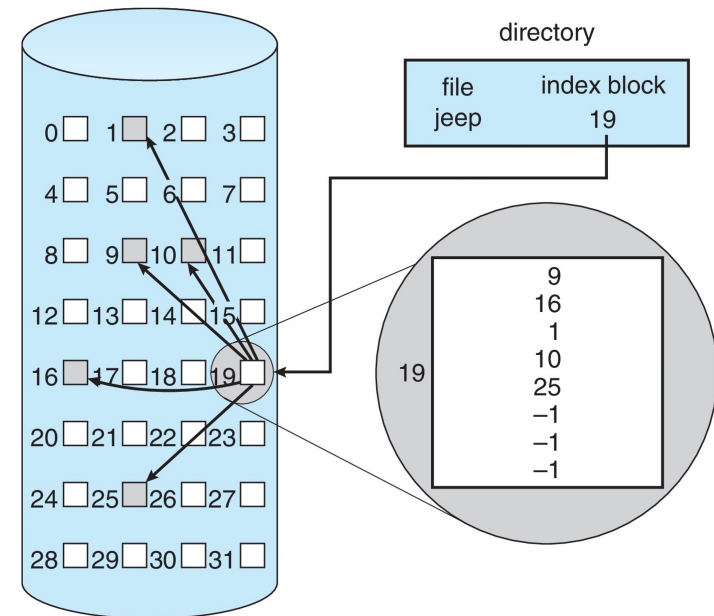 directory
file index block
jeep 19
0 1 2 3
4 5 6 7
8 9 10 11
12 13 14 15
16 17 18 19
20 21 22 23
24 25 26 27
28 29 30 31
19
9
16
1
10
25
–1
–1
–1